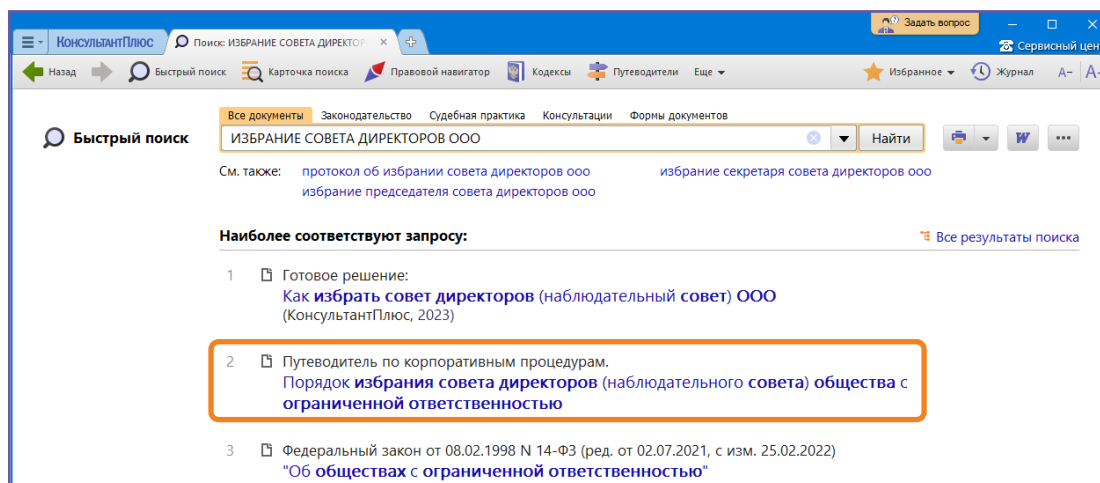 Задать вопрос
КонсультантПлюс Поиск: ИЗБРАНИЕ СОВЕТА ДИРЕКТОР
Сервисный цен
Назад Быстрый поиск Карточка поиска Правовой навигатор Кодексы Путеводители Еще Избранное Журнал А- А-
Все документы Законодательство Судебная практика Консультации Формы документов
Быстрый поиск ИЗБРАНИЕ СОВЕТА ДИРЕКТОРОВ ООО Найти W
См. также: протокол об избрании совета директоров ооо избрание секретаря совета директоров ооо
избрание председателя совета директоров ооо
Наиболее соответствуют запросу: Все результаты поиска
1 Готовое решение:
Как избрать совет директоров (наблюдательный совет) ООО
(КонсультантПлюс, 2023)
2 Путеводитель по корпоративным процедурам.
Порядок избрания совета директоров (наблюдательного совета) общества с
ограниченной ответственностью
3 Федеральный закон от 08.02.1998 N 14-ФЗ (ред. от 02.07.2021, с изм. 25.02.2022)
"Об обществах с ограниченной ответственностью"